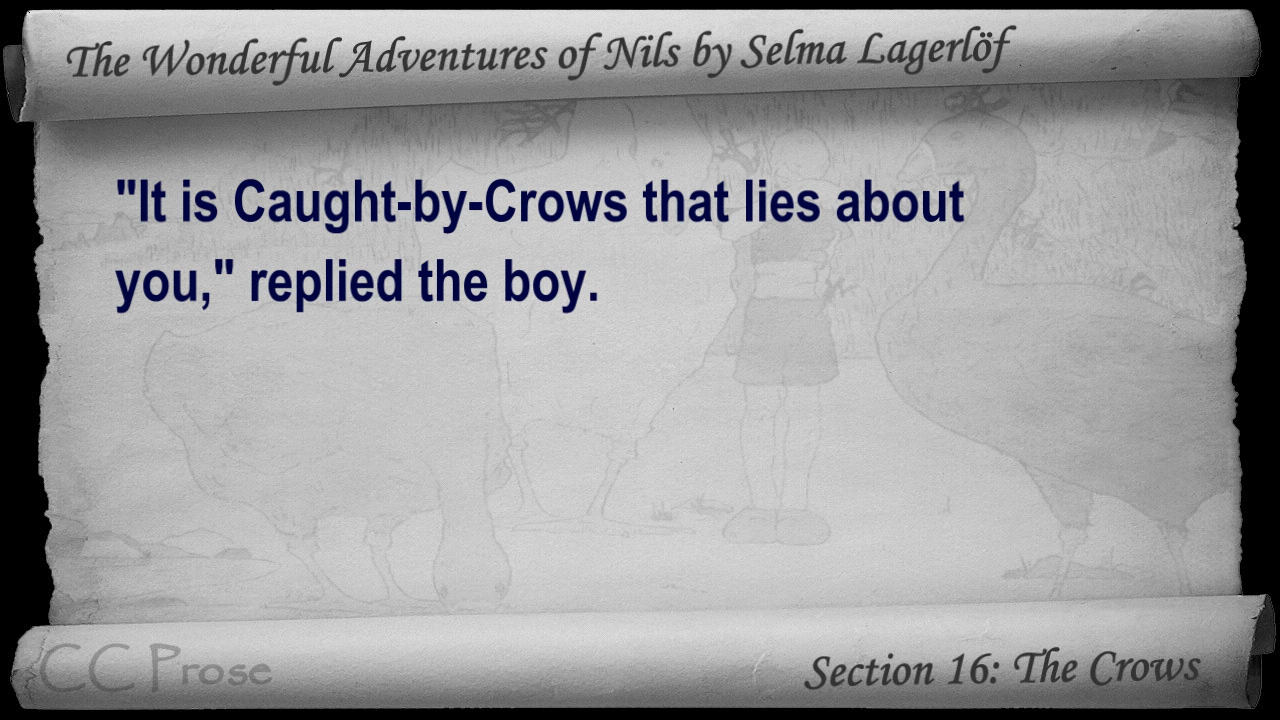 The Wonderful Adventures of Nils by Selma Lagerlöf
"It is Caught-by-Crows that lies about
you," replied the boy.
CC Prose
Section 16: The Crows